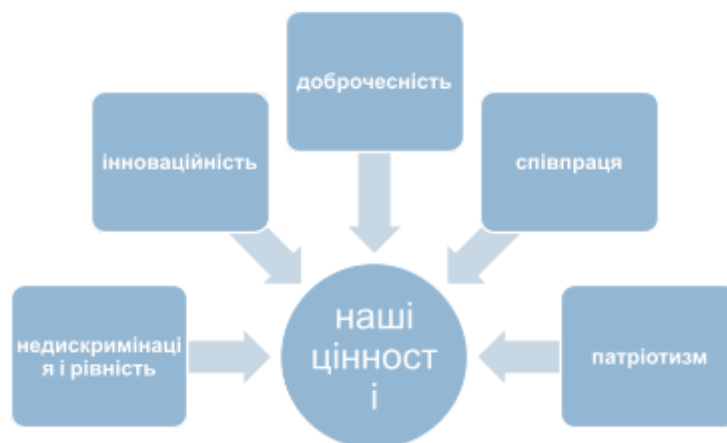 доброчесність
інноваційність
співпраця
недискримінаці
я і рівність
наші
цінност
і
патріотизм